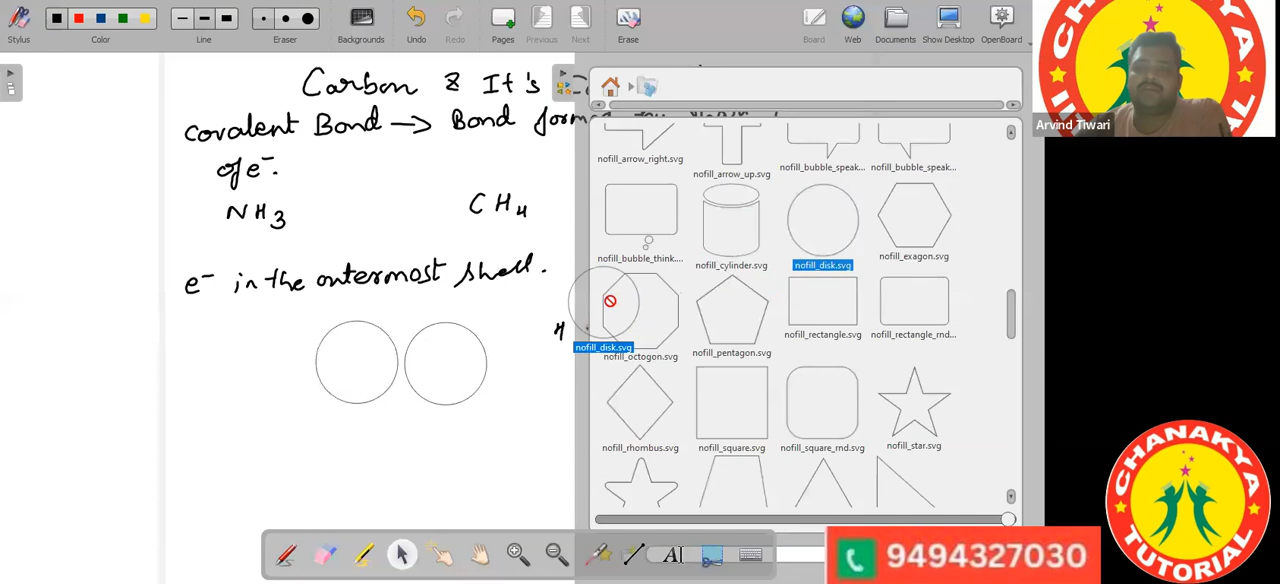 Stylus
Color
Line
Eraser
Backgrounds
Undo
Redo
Pages
Previous
Next
Erase
Board
Web
Documents
Show Desktop
OpenBoard
Carbon & It's
covalent Bond → Bond form
of e⁻.
NH₃ CH₄
e⁻ in the outermost shell.
H
nofill_arrow_right.svg
nofill_arrow_up.svg
nofill_bubble_speak...
nofill_bubble_speak...
nofill_bubble_think....
nofill_cylinder.svg
nofill_disk.svg
nofill_exagon.svg
nofill_disk.svg
nofill_octogon.svg
nofill_pentagon.svg
nofill_rectangle.svg
nofill_rectangle_rnd...
nofill_rhombus.svg
nofill_square.svg
nofill_square_rnd.svg
nofill_star.svg
A
Arvind Tiwari
CHANAKYA
TUTORIAL
9494327030